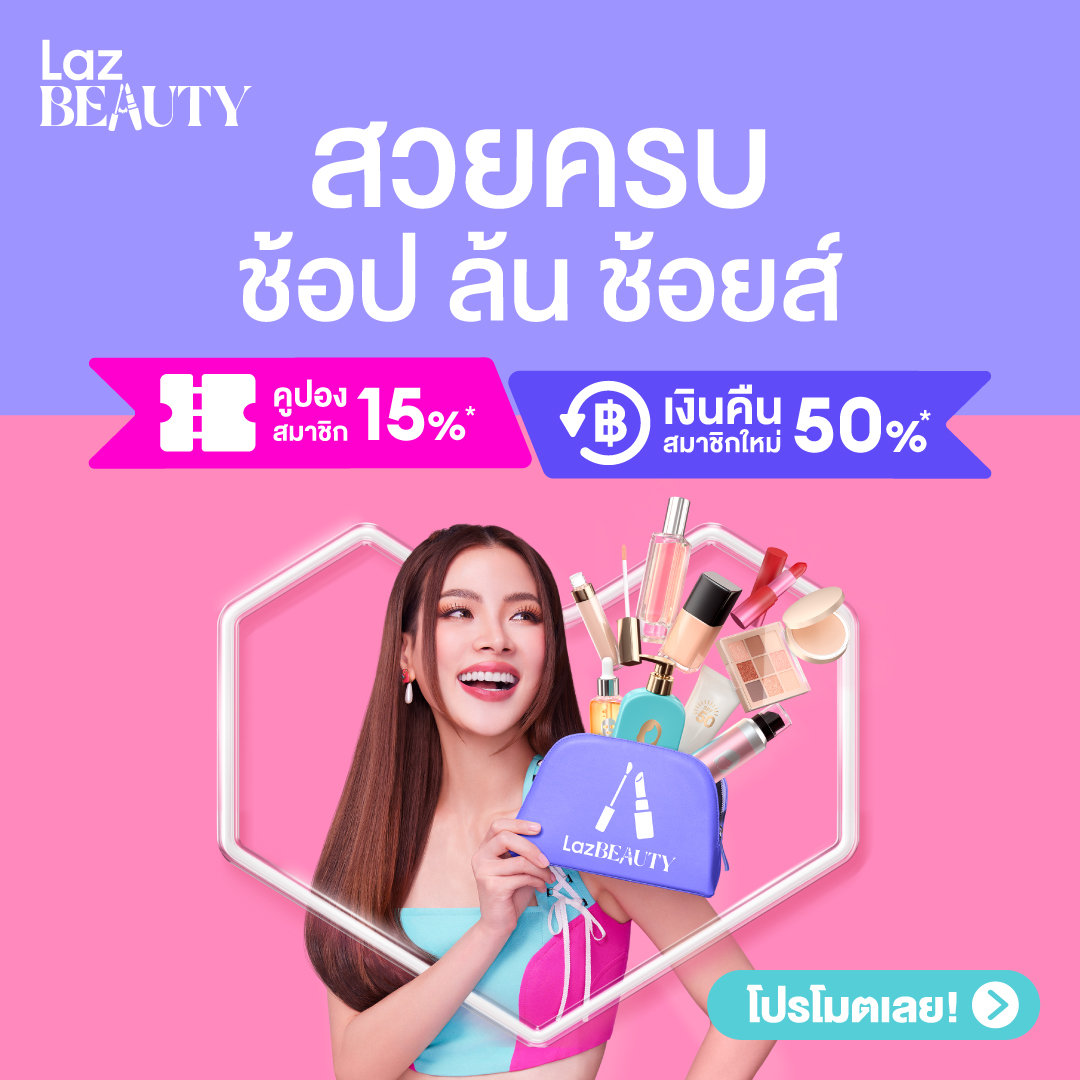 Laz
BEAUTY
สวยครบ
ช้อป ล้น ช้อยส์
คูปอง
สมาชิก 15%*
เงินคืน
สมาชิกใหม่ 50%*
LazBEAUTY
โปรโมตเลย!